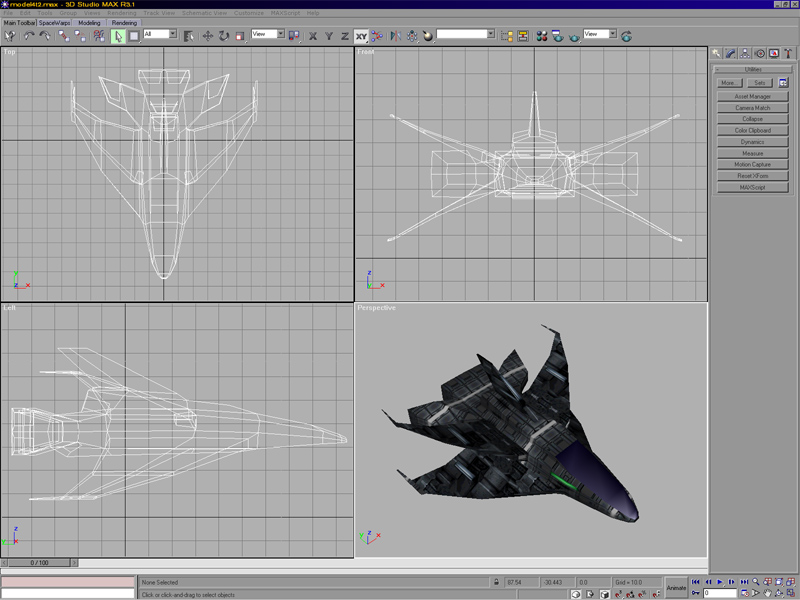 model412.max - 3D Studio MAX R3.1
File Edit Tools Group Views Rendering Track View Schematic View Customize MAXScript Help
Main Toolbar SpaceWarps Modeling Rendering
All View X Y Z XY View
Top
Front
Utilities
More... Sets
Asset Manager
Camera Match
Collapse
Color Clipboard
Dynamics
Measure
Motion Capture
Reset XForm
MAXScript
z x
z x
Left
Perspective
z
z x
0 / 100
None Selected 87.54 -30.443 0.0 Grid = 10.0
Animate
Click or click-and-drag to select objects
0